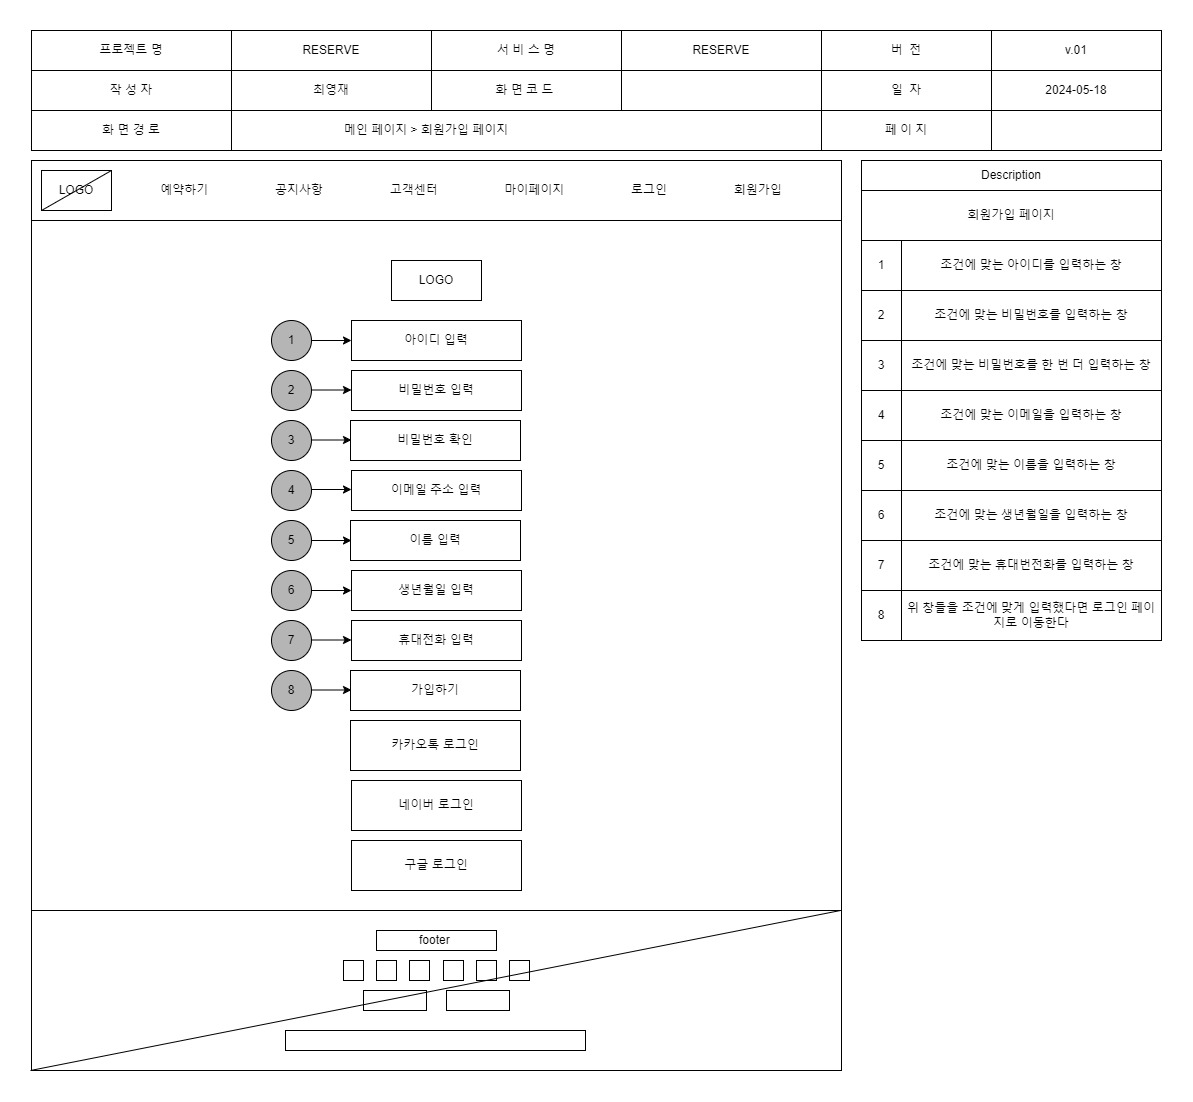 프로젝트 명 RESERVE 서 비 스 명 RESERVE 버 전 v.01
작 성 자 최영재 화 면 코 드 일 자 2024-05-18
화 면 경 로 메인 페이지 > 회원가입 페이지 페 이 지
LOGO 예약하기 공지사항 고객센터 마이페이지 로그인 회원가입
LOGO
1 아이디 입력
2 비밀번호 입력
3 비밀번호 확인
4 이메일 주소 입력
5 이름 입력
6 생년월일 입력
7 휴대전화 입력
8 가입하기
카카오톡 로그인
네이버 로그인
구글 로그인
footer
Description
회원가입 페이지
1 조건에 맞는 아이디를 입력하는 창
2 조건에 맞는 비밀번호를 입력하는 창
3 조건에 맞는 비밀번호를 한 번 더 입력하는 창
4 조건에 맞는 이메일을 입력하는 창
5 조건에 맞는 이름을 입력하는 창
6 조건에 맞는 생년월일을 입력하는 창
7 조건에 맞는 휴대번전화를 입력하는 창
8 위 창들을 조건에 맞게 입력했다면 로그인 페이
지로 이동한다